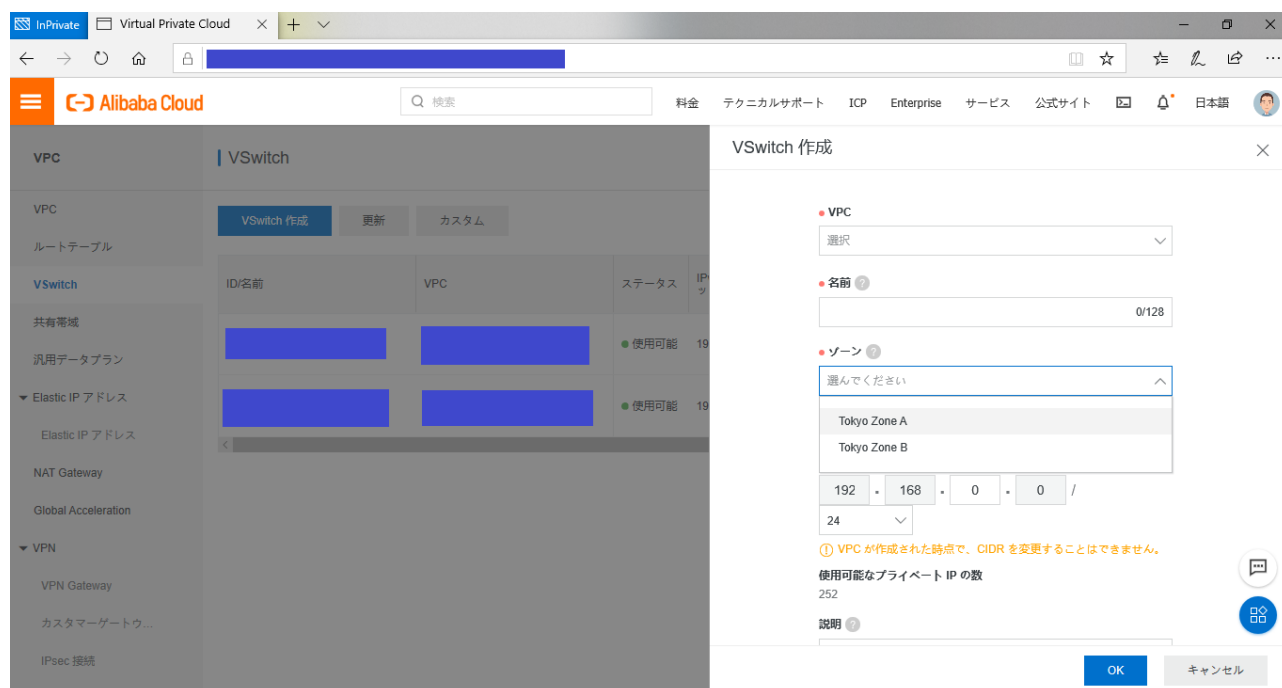 InPrivate
Virtual Private Cloud
Alibaba Cloud
検索
料金
テクニカルサポート
ICP
Enterprise
サービス
公式サイト
日本語
VPC
VPC
ルートテーブル
VSwitch
共有帯域
汎用データプラン
Elastic IP アドレス
Elastic IP アドレス
NAT Gateway
Global Acceleration
VPN
VPN Gateway
カスタマーゲートウ...
IPsec 接続
VSwitch
VSwitch 作成
更新
カスタム
ID/名前
VPC
ステータス
使用可能
19
使用可能
19
VSwitch 作成
VPC
選択
名前
0/128
ゾーン
選んでください
Tokyo Zone A
Tokyo Zone B
192 . 168 . 0 . 0 /
24
VPC が作成された時点で、CIDR を変更することはできません。
使用可能なプライベート IP の数
252
説明
OK
キャンセル